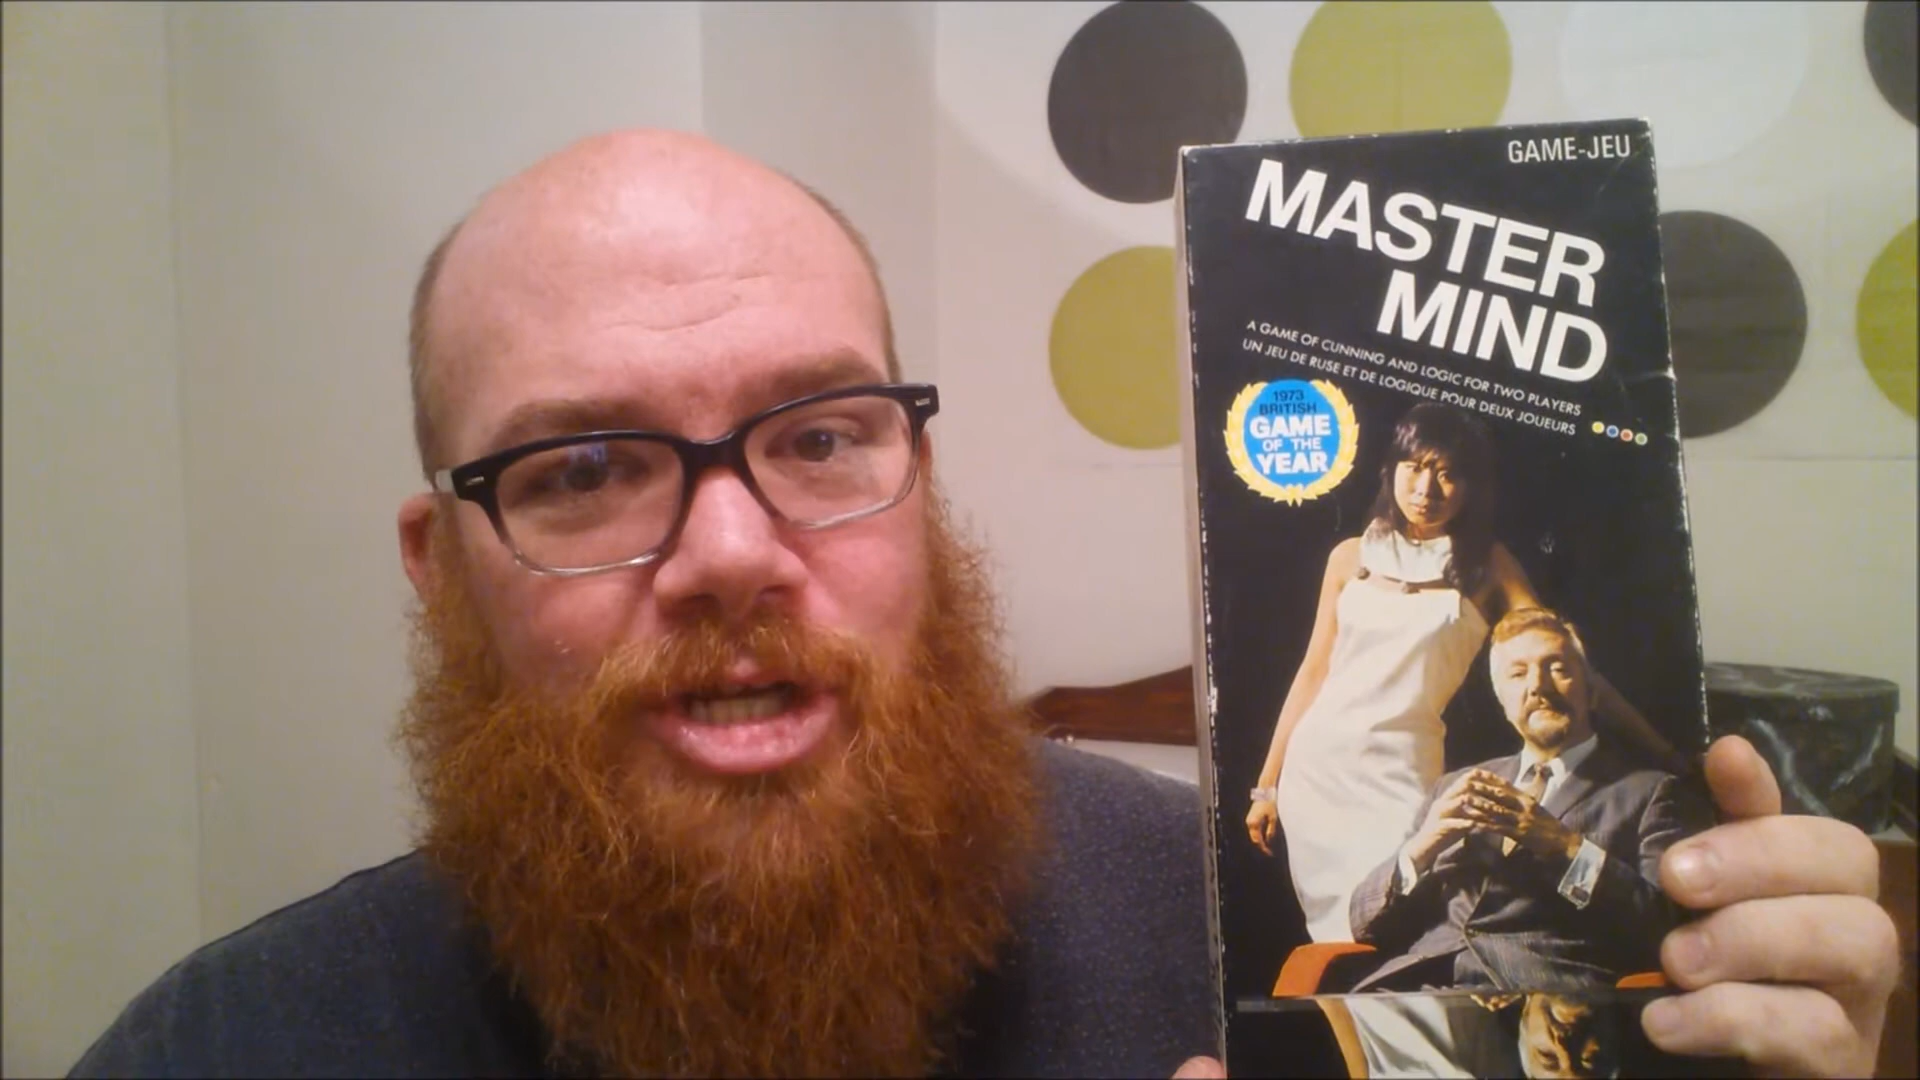 GAME-JEU
MASTER
MIND
A GAME OF CUNNING AND LOGIC FOR TWO PLAYERS
UN JEU DE RUSE ET DE LOGIQUE POUR DEUX JOUEURS
1973
BRITISH
GAME
OF THE
YEAR